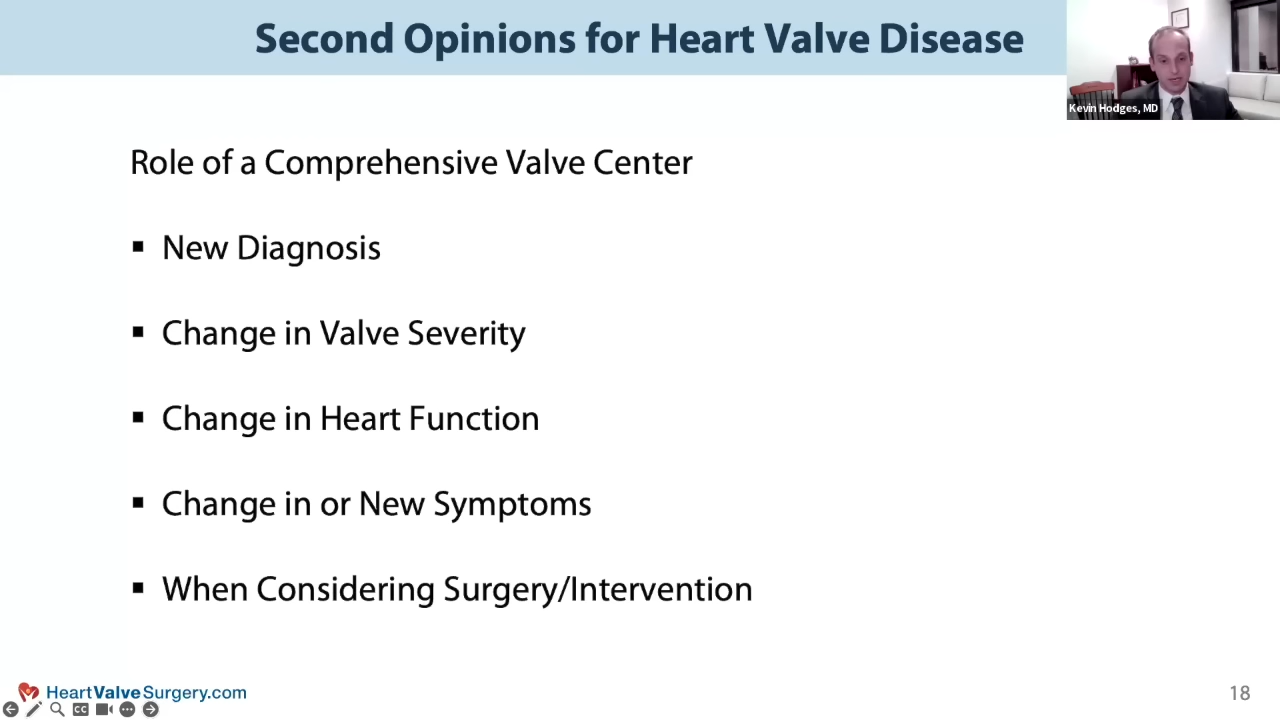 Second Opinions for Heart Valve Disease
Kevin Hodges, MD
Role of a Comprehensive Valve Center
▪ New Diagnosis
▪ Change in Valve Severity
▪ Change in Heart Function
▪ Change in or New Symptoms
▪ When Considering Surgery/Intervention
HeartValveSurgery.com
CC
18